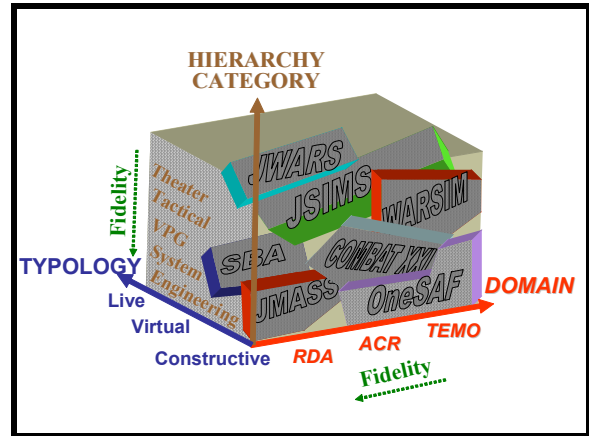 HIERARCHY
CATEGORY
JWARS
JSIMS
WARSIM
Theater
Tactical
VPG
System
Engineering
Fidelity
SBA
COMBAT XXI
JMASS
OneSAF
TYPOLOGY
Live
Virtual
Constructive
DOMAIN
RDA
ACR
TEMO
Fidelity